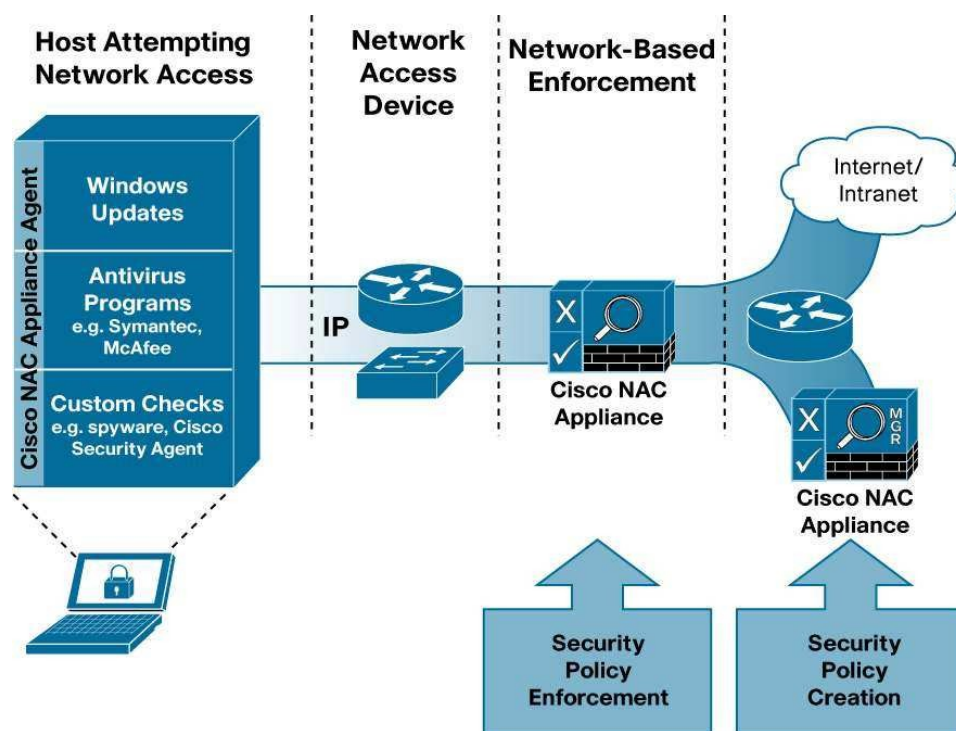 Host Attempting
Network Access
Network
Access
Device
Network-Based
Enforcement
Cisco NAC Appliance Agent
Windows
Updates
Antivirus
Programs
e.g. Symantec,
McAfee
Custom Checks
e.g. spyware, Cisco
Security Agent
IP
Cisco NAC
Appliance
Internet/
Intranet
MGR
Cisco NAC
Appliance
Security
Policy
Enforcement
Security
Policy
Creation